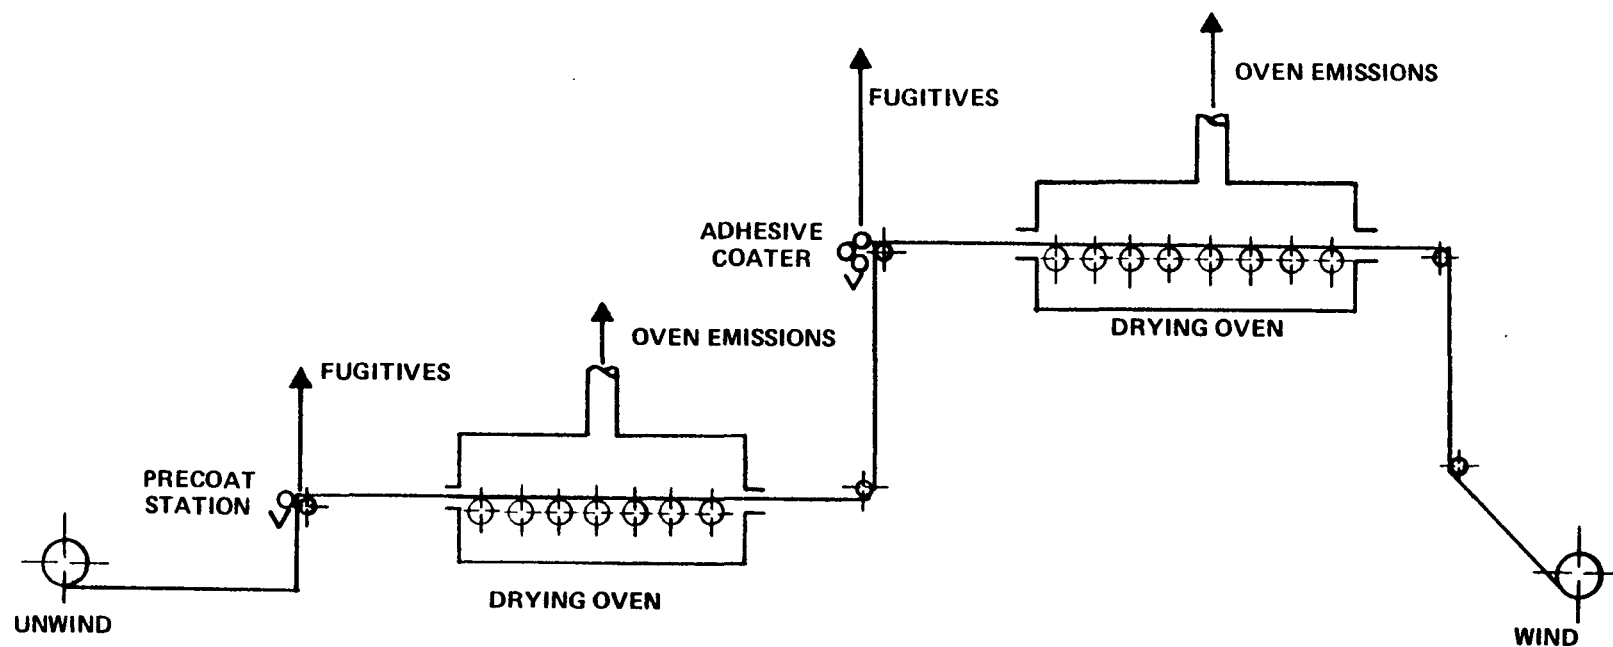 OVEN EMISSIONS
FUGITIVES
ADHESIVE
COATER
DRYING OVEN
OVEN EMISSIONS
FUGITIVES
PRECOAT
STATION
DRYING OVEN
UNWIND
WIND